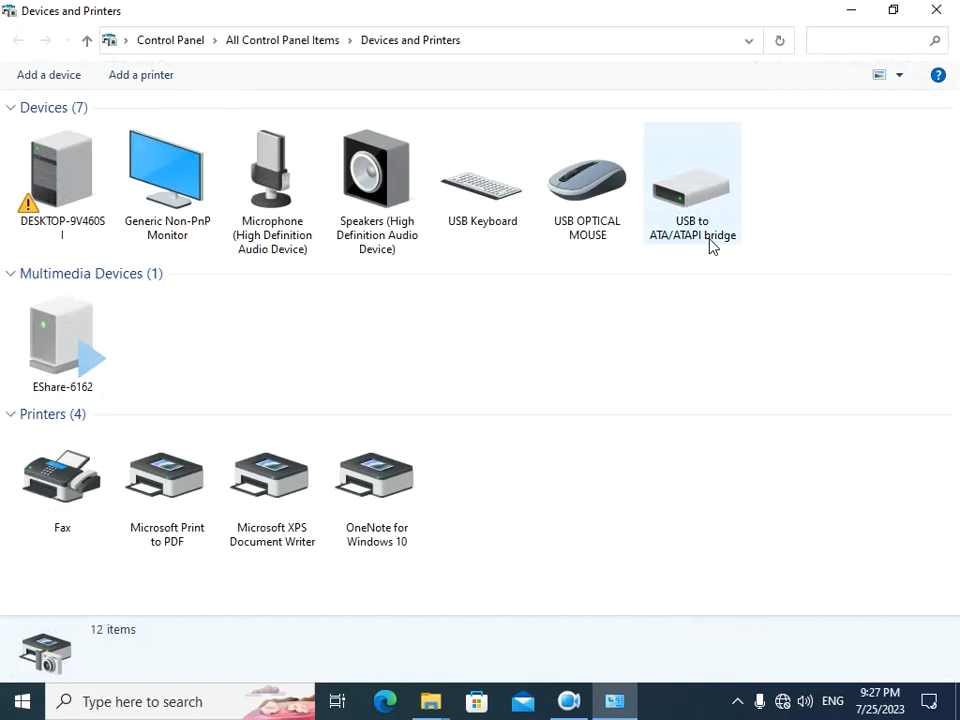 Devices and Printers
Control Panel > All Control Panel Items > Devices and Printers
Add a device Add a printer
Devices (7)
DESKTOP-9V460S
I
Generic Non-PnP
Monitor
Microphone
(High Definition
Audio Device)
Speakers (High
Definition Audio
Device)
USB Keyboard
USB OPTICAL
MOUSE
USB to
ATA/ATAPI bridge
Multimedia Devices (1)
EShare-6162
Printers (4)
Fax
Microsoft Print
to PDF
Microsoft XPS
Document Writer
OneNote for
Windows 10
12 items
Type here to search
ENG
9:27 PM
7/25/2023